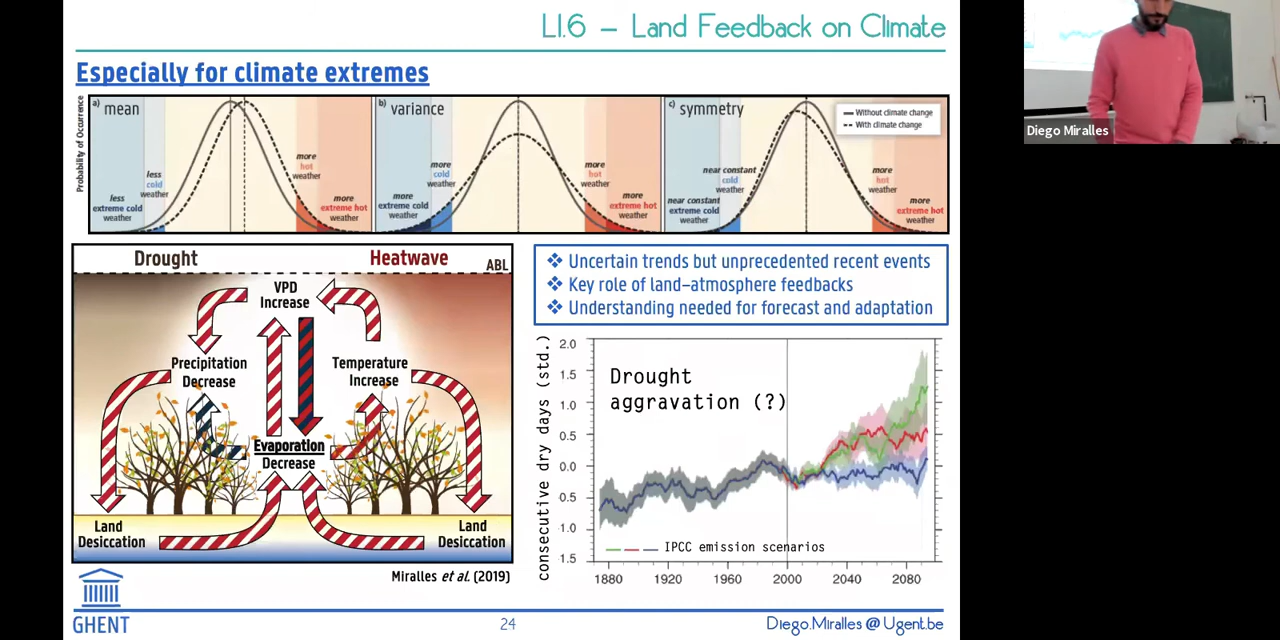 L1.6 – Land Feedback on Climate
Especially for climate extremes
Probability of Occurrence
a) mean
less
extreme cold
weather
less
cold
weather
more
hot
weather
more
extreme hot
weather
b) variance
more
extreme cold
weather
more
cold
weather
more
hot
weather
more
extreme hot
weather
c) symmetry
near constant
extreme cold
weather
near constant
cold
weather
more
hot
weather
more
extreme hot
weather
Without climate change
With climate change
Drought
Heatwave
ABL
VPD
Increase
Precipitation
Decrease
Temperature
Increase
Evaporation
Decrease
Land
Desiccation
Land
Desiccation
Miralles et al. (2019)
❖ Uncertain trends but unprecedented recent events
❖ Key role of land–atmosphere feedbacks
❖ Understanding needed for forecast and adaptation
consecutive dry days (std.)
2.0
1.5
1.0
0.5
0.0
0.5
1.0
1.5
Drought
aggravation (?)
IPCC emission scenarios
1880 1920 1960 2000 2040 2080
GHENT
24
Diego.Miralles @ Ugent.be
Diego Miralles